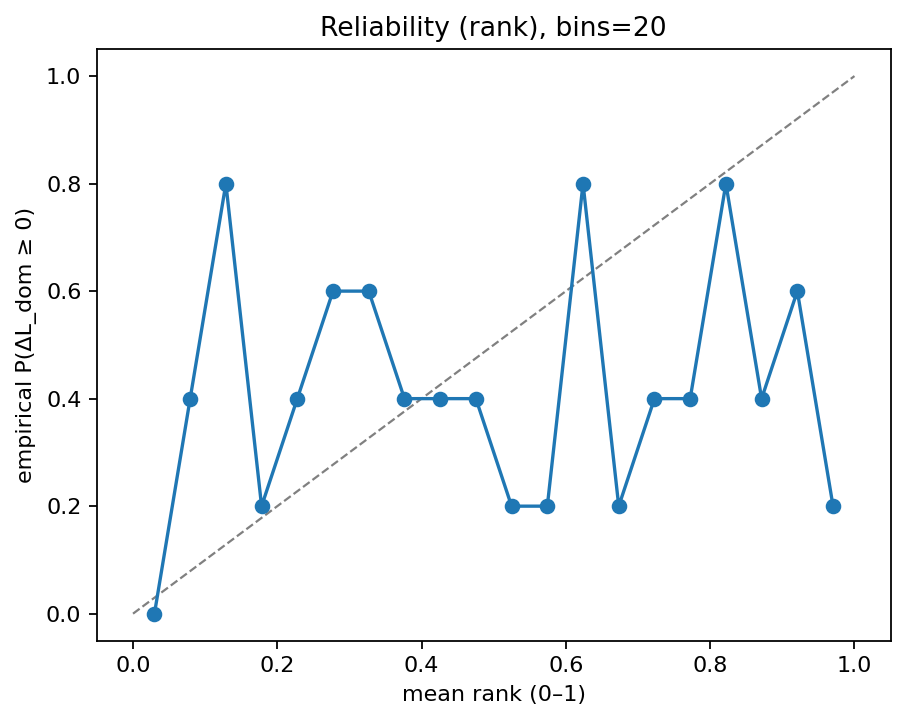 Reliability (rank), bins=20
1.0
0.8
0.6
0.4
0.2
0.0
empirical P(ΔL_dom ≥ 0)
0.0 0.2 0.4 0.6 0.8 1.0
mean rank (0–1)